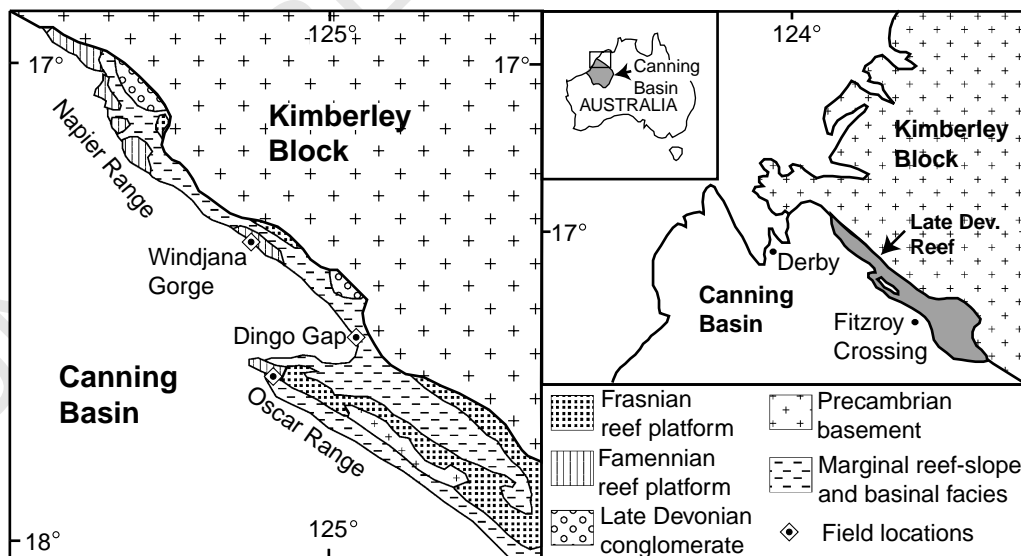 125°
17°
17°
Napier Range
Kimberley
Block
Windjana
Gorge
Dingo Gap
Canning
Basin
Oscar Range
18°
125°
124°
Canning
Basin
AUSTRALIA
Kimberley
Block
17°
Late Dev.
Reef
Derby
Canning
Basin
Fitzroy
Crossing
Frasnian
reef platform
Famennian
reef platform
Late Devonian
conglomerate
Precambrian
basement
Marginal reef-slope
and basinal facies
Field locations